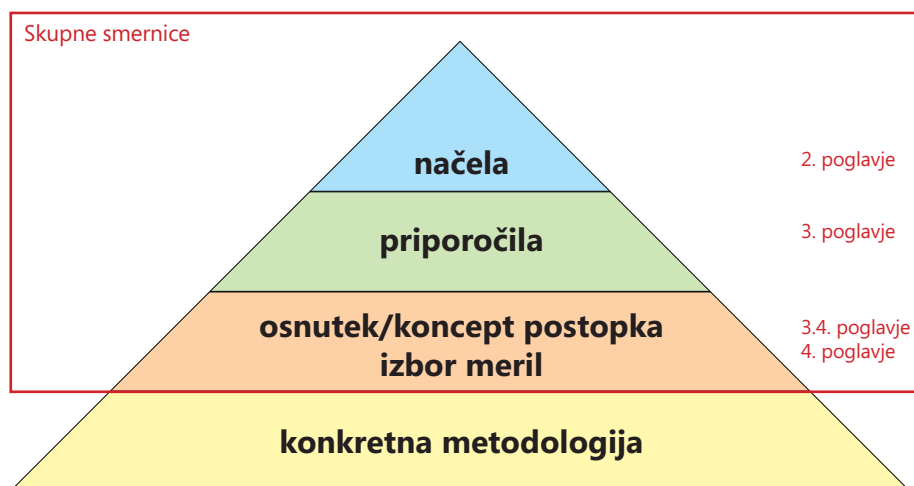 Skupne smernice
načela
2. poglavje
priporočila
3. poglavje
osnutek/koncept postopka
izbor meril
3.4. poglavje
4. poglavje
konkretna metodologija